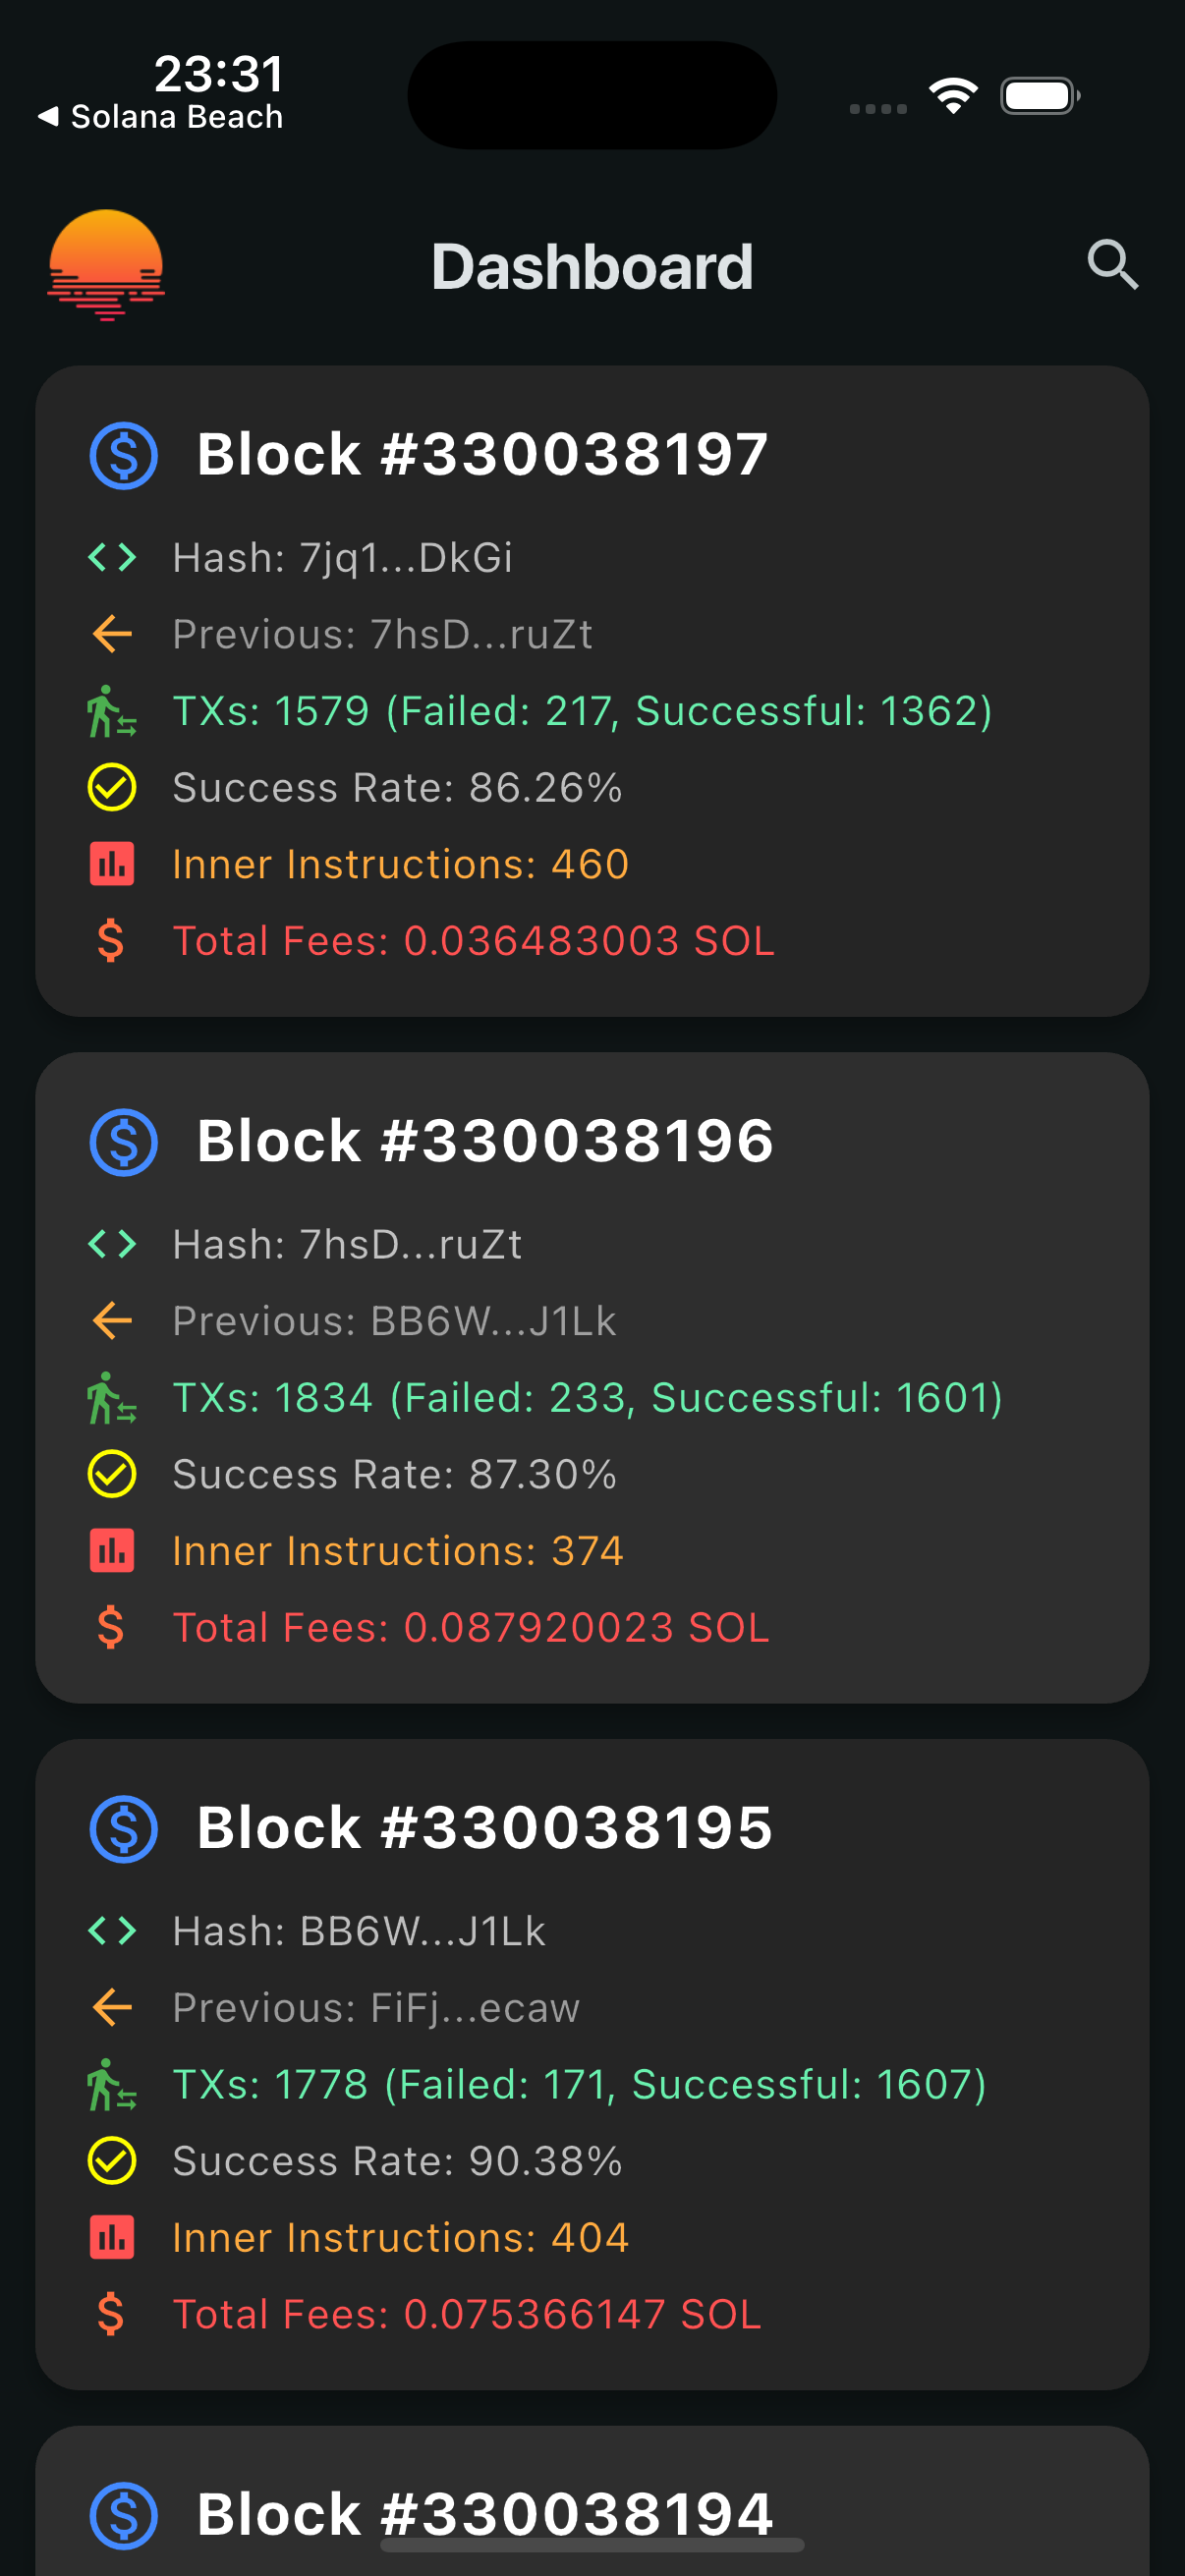 23:31
◀ Solana Beach
Dashboard
Block #330038197
Hash: 7jq1...DkGi
Previous: 7hsD...ruZt
TXs: 1579 (Failed: 217, Successful: 1362)
Success Rate: 86.26%
Inner Instructions: 460
Total Fees: 0.036483003 SOL
Block #330038196
Hash: 7hsD...ruZt
Previous: BB6W...J1Lk
TXs: 1834 (Failed: 233, Successful: 1601)
Success Rate: 87.30%
Inner Instructions: 374
Total Fees: 0.087920023 SOL
Block #330038195
Hash: BB6W...J1Lk
Previous: FiFj...ecaw
TXs: 1778 (Failed: 171, Successful: 1607)
Success Rate: 90.38%
Inner Instructions: 404
Total Fees: 0.075366147 SOL
Block #330038194